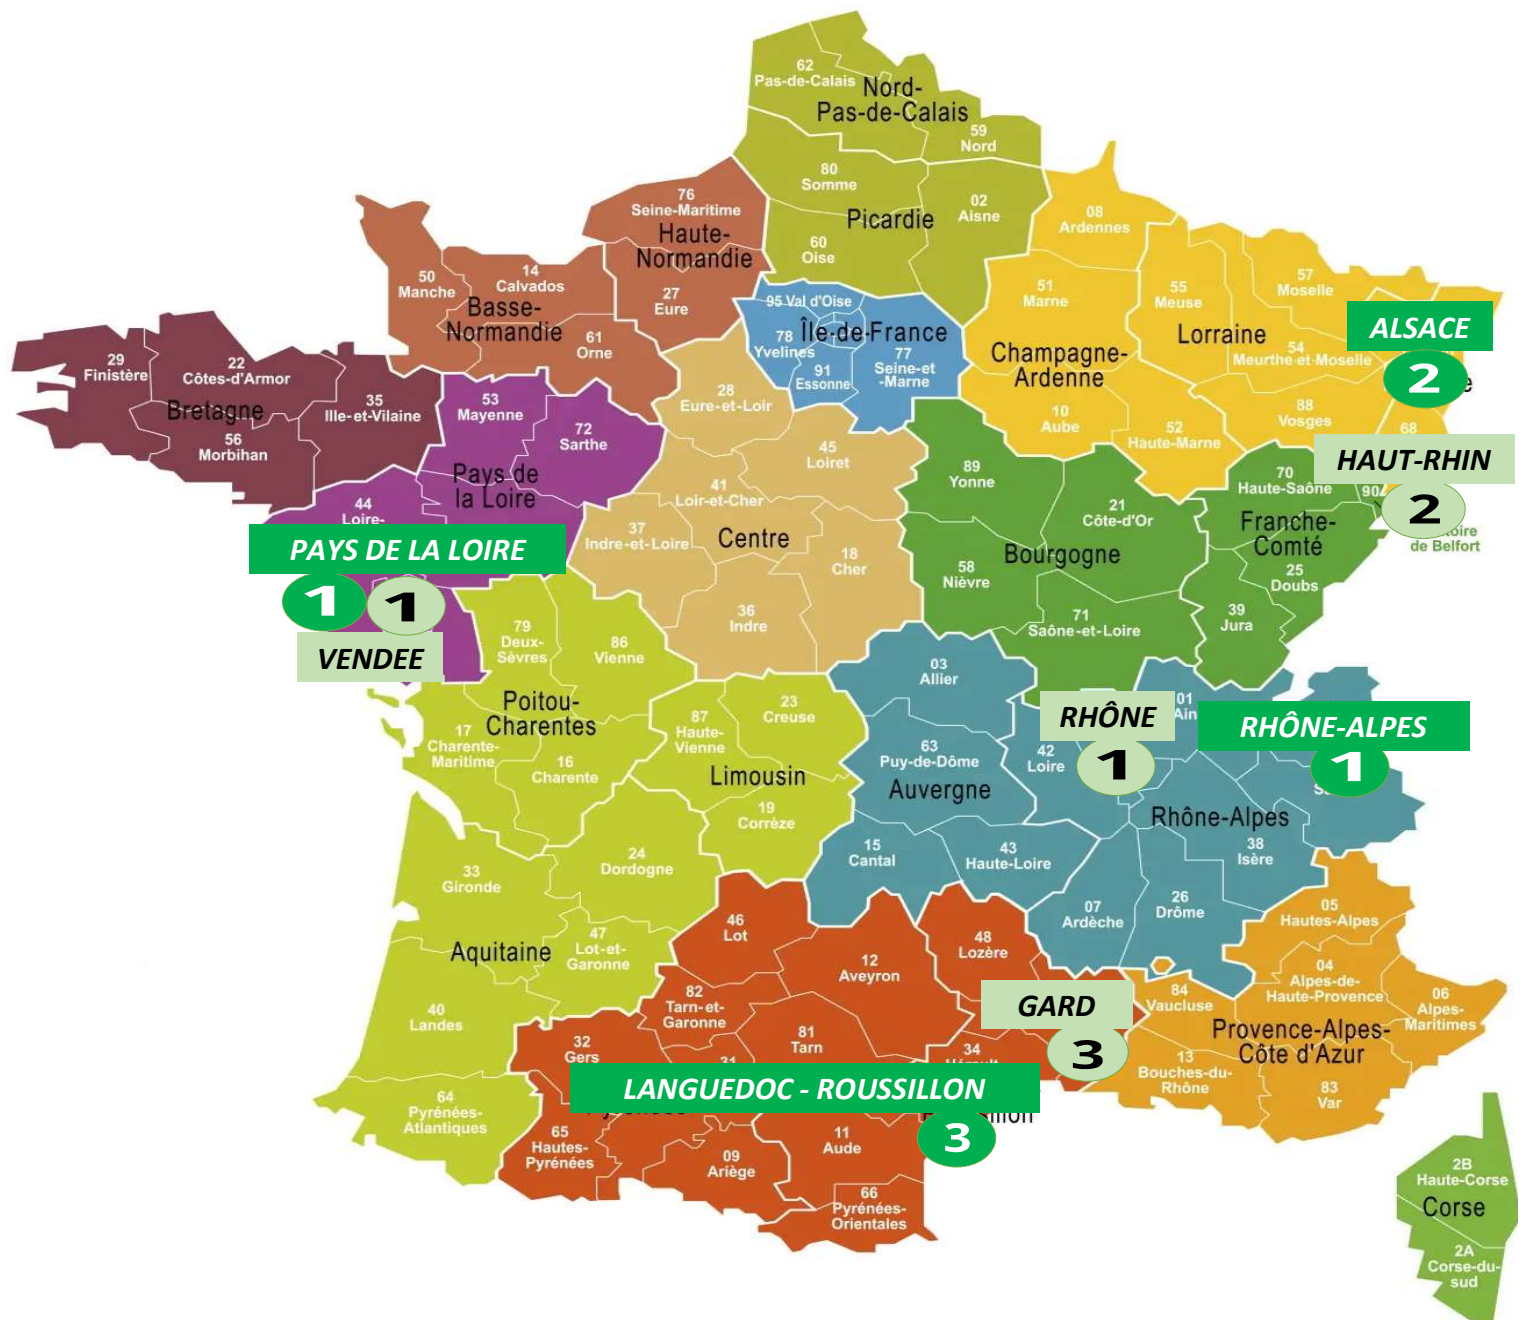 62
Pas-de-Calais
Nord-
Pas-de-Calais
59
Nord
80
Somme
02
Aisne
Picardie
60
Oise
76
Seine-Maritime
Haute-
Normandie
27
Eure
08
Ardennes
51
Marne
55
Meuse
57
Moselle
Lorraine
54
Meurthe-et-Moselle
ALSACE
2
88
Vosges
68
Champagne-
Ardenne
10
Aube
52
Haute-Marne
HAUT-RHIN
2
50
Manche
14
Calvados
Basse-
Normandie
61
Orne
95 Val d'Oise
Île-de-France
78
Yvelines
91
Essonne
77
Seine-et
-Marne
29
Finistère
22
Côtes-d'Armor
Bretagne
35
Ille-et-Vilaine
56
Morbihan
53
Mayenne
72
Sarthe
Pays de
la Loire
44
Loire-
PAYS DE LA LOIRE
1
1
VENDEE
28
Eure-et-Loir
45
Loiret
41
Loir-et-Cher
37
Indre-et-Loire
Centre
18
Cher
36
Indre
89
Yonne
21
Côte-d'Or
Bourgogne
58
Nièvre
71
Saône-et-Loire
70
Haute-Saône
90
de Belfort
Franche-
Comté
25
Doubs
39
Jura
79
Deux-
Sèvres
86
Vienne
Poitou-
Charentes
17
Charente-
Maritime
16
Charente
87
Haute-
Vienne
23
Creuse
Limousin
19
Corrèze
03
Allier
63
Puy-de-Dôme
Auvergne
15
Cantal
43
Haute-Loire
01
Ain
RHÔNE
1
42
Loire
RHÔNE-ALPES
1
Rhône-Alpes
38
Isère
07
Ardèche
26
Drôme
33
Gironde
24
Dordogne
47
Lot-et-
Garonne
Aquitaine
40
Landes
64
Pyrénées-
Atlantiques
46
Lot
12
Aveyron
48
Lozère
82
Tarn-et-
Garonne
81
Tarn
32
Gers
31
34
GARD
3
LANGUEDOC - ROUSSILLON
3
65
Hautes-
Pyrénées
09
Ariège
11
Aude
66
Pyrénées-
Orientales
05
Hautes-Alpes
04
Alpes-de-
Haute-Provence
06
Alpes-
Maritimes
84
Vaucluse
Provence-Alpes-
Côte d'Azur
13
Bouches-du-
Rhône
83
Var
2B
Haute-Corse
Corse
2A
Corse-du-
sud